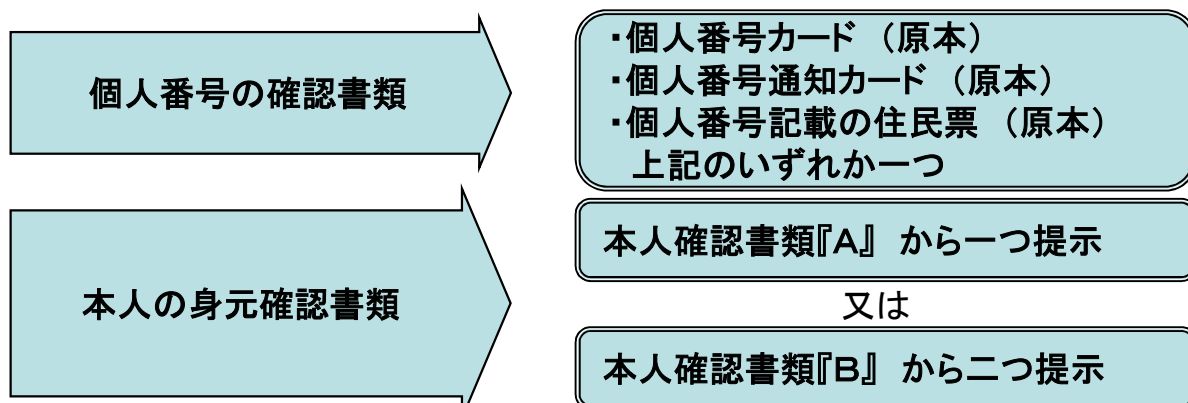 個人番号の確認書類
・個人番号カード （原本）
・個人番号通知カード （原本）
・個人番号記載の住民票 （原本）
上記のいずれか一つ
本人の身元確認書類
本人確認書類『A』 から一つ提示
又は
本人確認書類『B』 から二つ提示